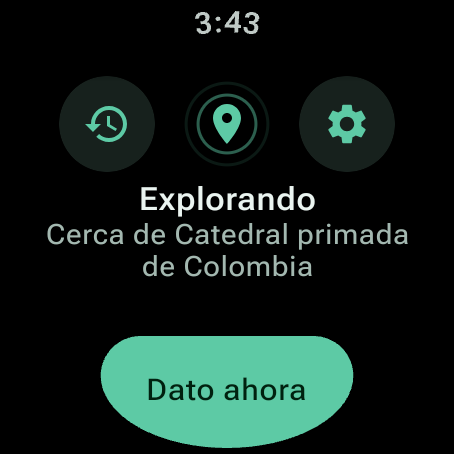 3:43
Explorando
Cerca de Catedral primada
de Colombia
Dato ahora